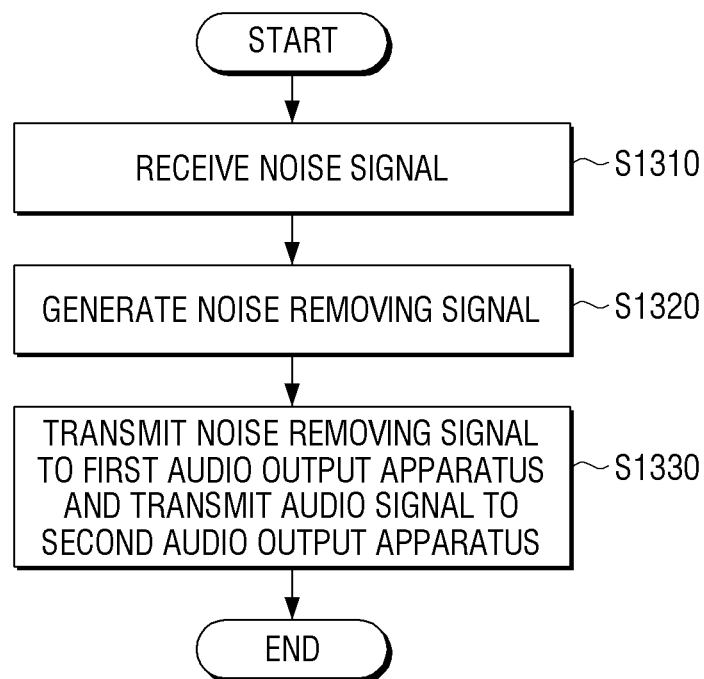 START
RECEIVE NOISE SIGNAL
S1310
GENERATE NOISE REMOVING SIGNAL
S1320
TRANSMIT NOISE REMOVING SIGNAL
TO FIRST AUDIO OUTPUT APPARATUS
AND TRANSMIT AUDIO SIGNAL TO
SECOND AUDIO OUTPUT APPARATUS
S1330
END